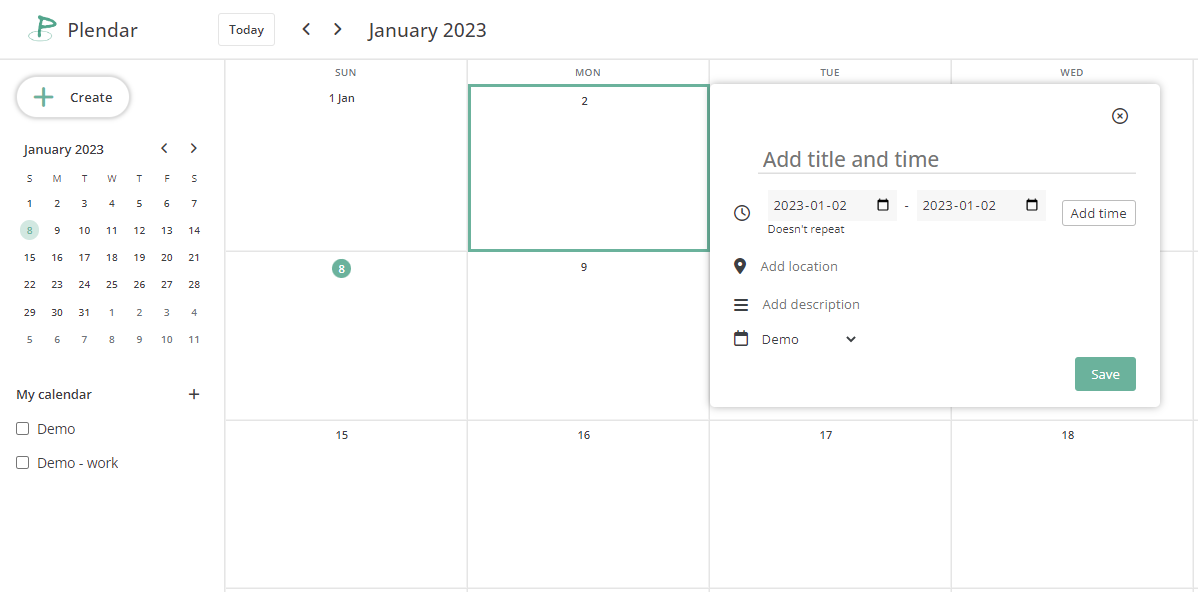 Plendar
Today
January 2023
Create
January 2023
S M T W T F S
1 2 3 4 5 6 7
8 9 10 11 12 13 14
15 16 17 18 19 20 21
22 23 24 25 26 27 28
29 30 31 1 2 3 4
5 6 7 8 9 10 11
My calendar
Demo
Demo - work
SUN MON TUE WED
1 Jan 2
8 9
15 16 17 18
Add title and time
2023-01-02 - 2023-01-02 Add time
Doesn't repeat
Add location
Add description
Demo
Save